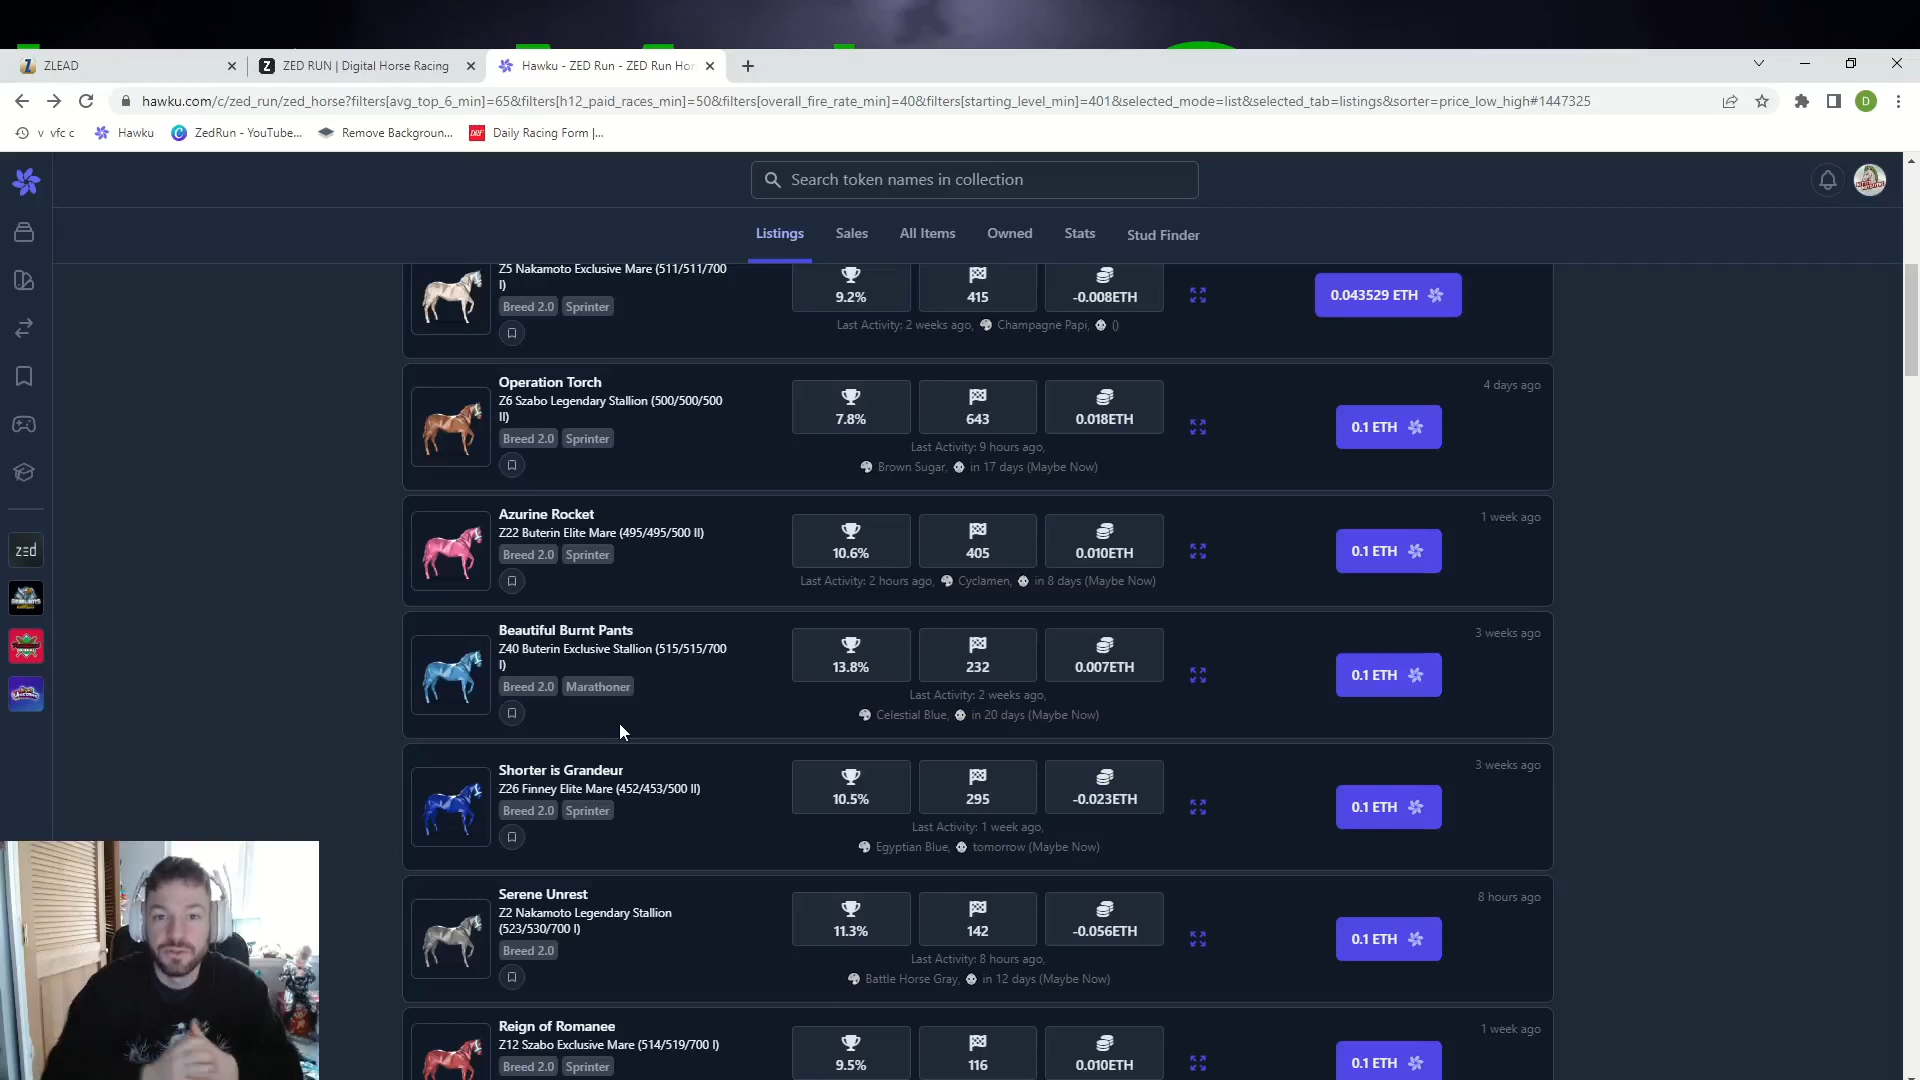 ZLEAD
ZED RUN | Digital Horse Racing
Hawku - ZED Run - ZED Run Hor
hawku.com/c/zed_run/zed_horse?filters[avg_top_6_min]=65&filters[h12_paid_races_min]=50&filters[overall_fire_rate_min]=40&filters[starting_level_min]=401&selected_mode=list&selected_tab=listings&sorter=price_low_high#1447325
D
v vfc c
Hawku
ZedRun - YouTube...
Remove Backgroun...
DRF
Daily Racing Form |...
Search token names in collection
Listings
Sales
All Items
Owned
Stats
Stud Finder
zed
Z5 Nakamoto Exclusive Mare (511/511/700
I)
Breed 2.0
Sprinter
9.2%
415
-0.008ETH
Last Activity: 2 weeks ago, Champagne Papi, ()
0.043529 ETH
Operation Torch
Z6 Szabo Legendary Stallion (500/500/500
II)
Breed 2.0
Sprinter
7.8%
643
0.018ETH
Last Activity: 9 hours ago,
Brown Sugar, in 17 days (Maybe Now)
4 days ago
0.1 ETH
Azurine Rocket
Z22 Buterin Elite Mare (495/495/500 II)
Breed 2.0
Sprinter
10.6%
405
0.010ETH
Last Activity: 2 hours ago, Cyclamen, in 8 days (Maybe Now)
1 week ago
0.1 ETH
Beautiful Burnt Pants
Z40 Buterin Exclusive Stallion (515/515/700
I)
Breed 2.0
Marathoner
13.8%
232
0.007ETH
Last Activity: 2 weeks ago,
Celestial Blue, in 20 days (Maybe Now)
3 weeks ago
0.1 ETH
Shorter is Grandeur
Z26 Finney Elite Mare (452/453/500 II)
Breed 2.0
Sprinter
10.5%
295
-0.023ETH
Last Activity: 1 week ago,
Egyptian Blue, tomorrow (Maybe Now)
3 weeks ago
0.1 ETH
Serene Unrest
Z2 Nakamoto Legendary Stallion
(523/530/700 I)
Breed 2.0
11.3%
142
-0.056ETH
Last Activity: 8 hours ago,
Battle Horse Gray, in 12 days (Maybe Now)
8 hours ago
0.1 ETH
Reign of Romanee
Z12 Szabo Exclusive Mare (514/519/700 I)
Breed 2.0
Sprinter
9.5%
116
0.010ETH
1 week ago
0.1 ETH